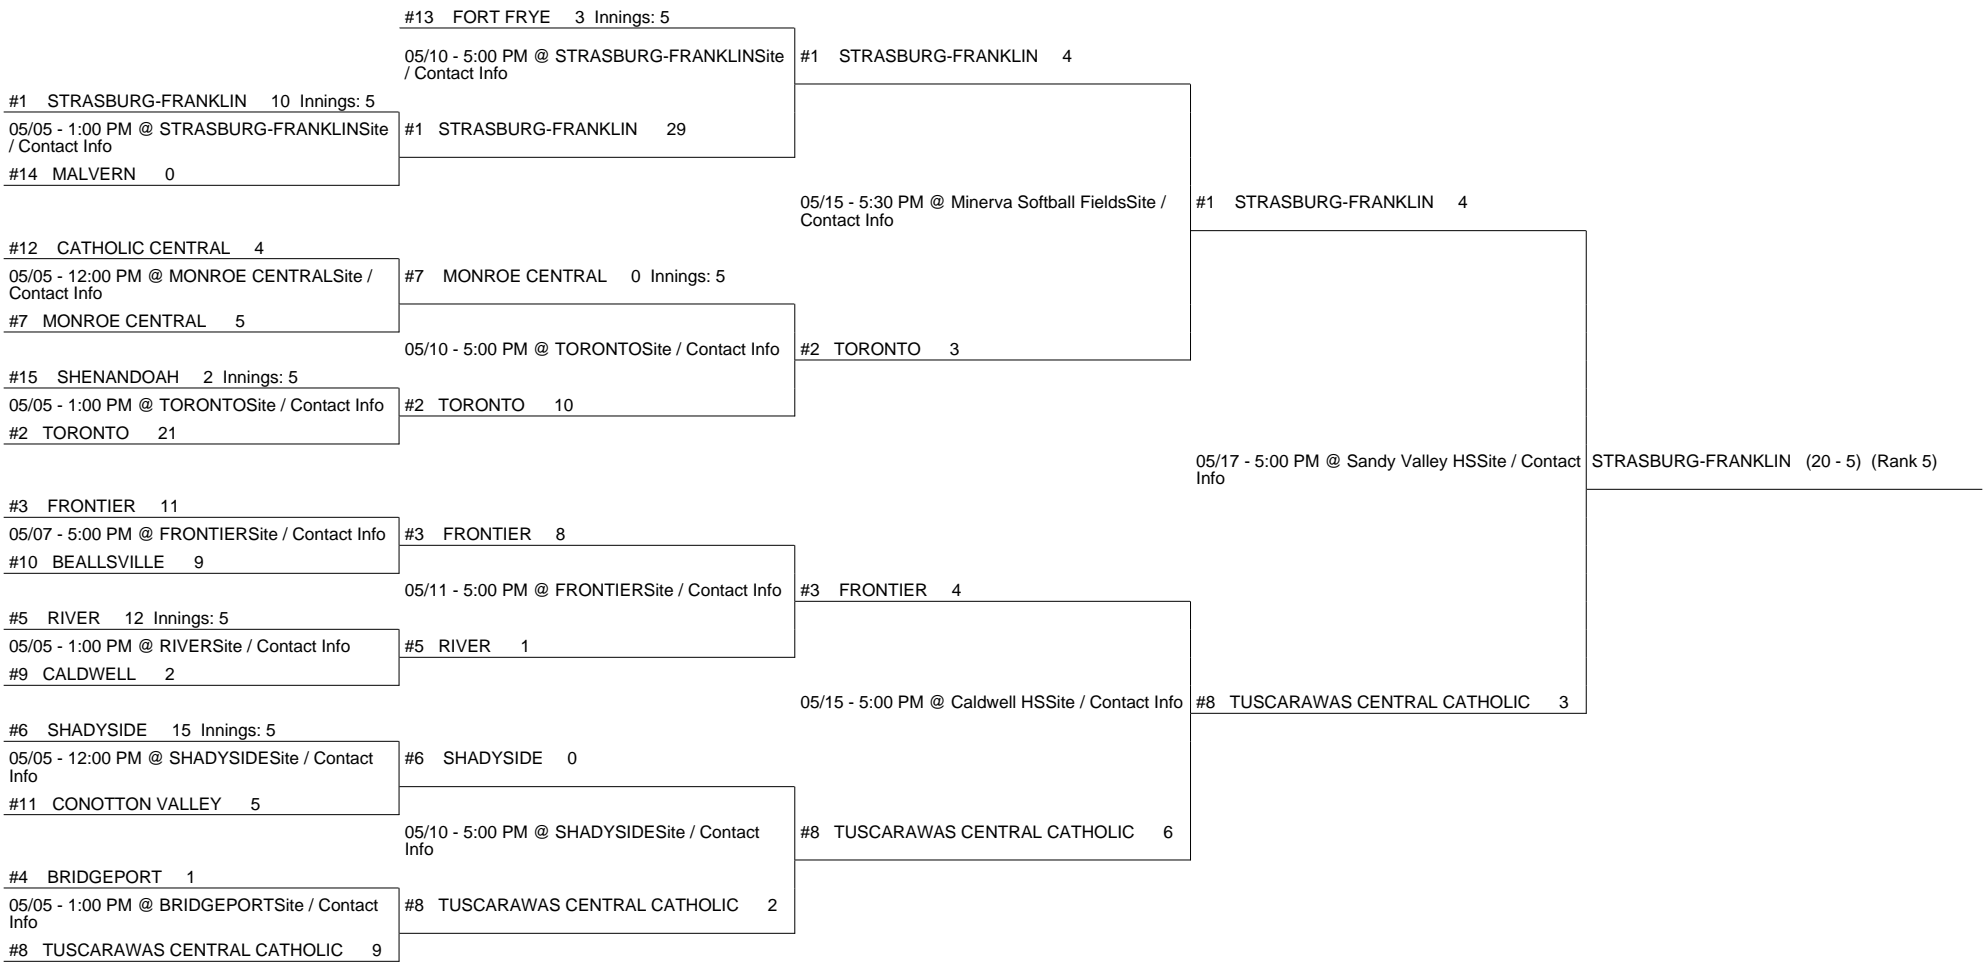 #13 FORT FRYE 3 Innings: 5
05/10 - 5:00 PM @ STRASBURG-FRANKLINSite
/ Contact Info
#1 STRASBURG-FRANKLIN 4
#1 STRASBURG-FRANKLIN 10 Innings: 5
05/05 - 1:00 PM @ STRASBURG-FRANKLINSite
/ Contact Info
#1 STRASBURG-FRANKLIN 29
#14 MALVERN 0
05/15 - 5:30 PM @ Minerva Softball FieldsSite /
Contact Info
#1 STRASBURG-FRANKLIN 4
#12 CATHOLIC CENTRAL 4
05/05 - 12:00 PM @ MONROE CENTRALSite /
Contact Info
#7 MONROE CENTRAL 0 Innings: 5
#7 MONROE CENTRAL 5
05/10 - 5:00 PM @ TORONTOSite / Contact Info
#2 TORONTO 3
#15 SHENANDOAH 2 Innings: 5
05/05 - 1:00 PM @ TORONTOSite / Contact Info
#2 TORONTO 10
#2 TORONTO 21
05/17 - 5:00 PM @ Sandy Valley HSSite / Contact
Info
STRASBURG-FRANKLIN (20 - 5) (Rank 5)
#3 FRONTIER 11
05/07 - 5:00 PM @ FRONTIERSite / Contact Info
#3 FRONTIER 8
#10 BEALLSVILLE 9
05/11 - 5:00 PM @ FRONTIERSite / Contact Info
#3 FRONTIER 4
#5 RIVER 12 Innings: 5
05/05 - 1:00 PM @ RIVERSite / Contact Info
#5 RIVER 1
#9 CALDWELL 2
05/15 - 5:00 PM @ Caldwell HSSite / Contact Info
#8 TUSCARAWAS CENTRAL CATHOLIC 3
#6 SHADYSIDE 15 Innings: 5
05/05 - 12:00 PM @ SHADYSIDESite / Contact
Info
#6 SHADYSIDE 0
#11 CONOTTON VALLEY 5
05/10 - 5:00 PM @ SHADYSIDESite / Contact
Info
#8 TUSCARAWAS CENTRAL CATHOLIC 6
#4 BRIDGEPORT 1
05/05 - 1:00 PM @ BRIDGEPORTSite / Contact
Info
#8 TUSCARAWAS CENTRAL CATHOLIC 2
#8 TUSCARAWAS CENTRAL CATHOLIC 9